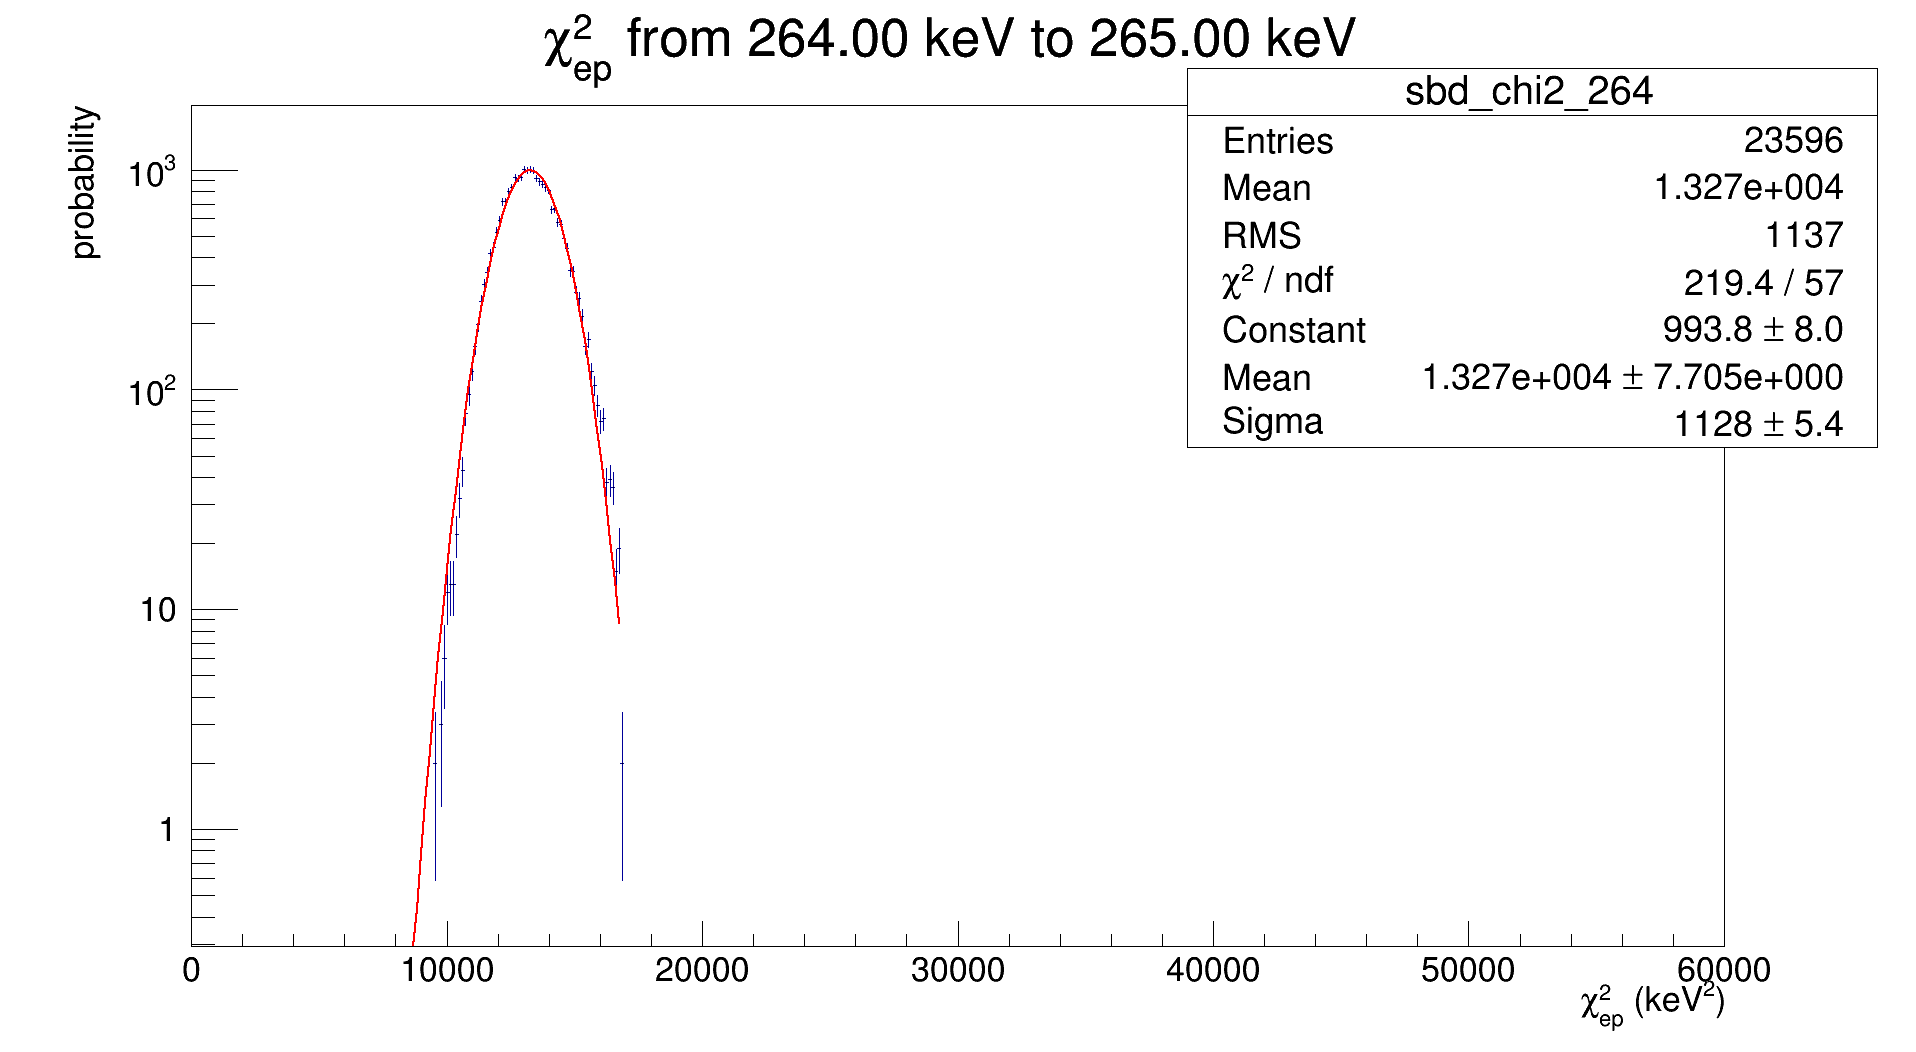 χ²ep from 264.00 keV to 265.00 keV
sbd_chi2_264
Entries 23596
Mean 1.327e+004
RMS 1137
χ² / ndf 219.4 / 57
Constant 993.8 ± 8.0
Mean 1.327e+004 ± 7.705e+000
Sigma 1128 ± 5.4
probability
10³
10²
10
1
0 10000 20000 30000 40000 50000 60000
χ²ep (keV²)